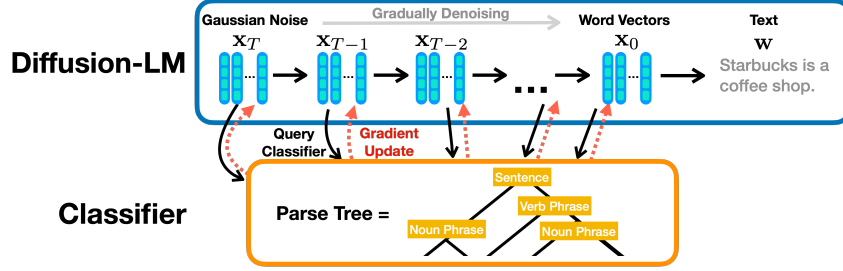 Gaussian Noise
Gradually Denoising
Word Vectors
Text
x_T
x_{T−1}
x_{T−2}
x_0
w
Diffusion-LM
...
...
...
...
...
Starbucks is a
coffee shop.
Query
Classifier
Gradient
Update
Classifier
Parse Tree =
Sentence
Verb Phrase
Noun Phrase
Noun Phrase